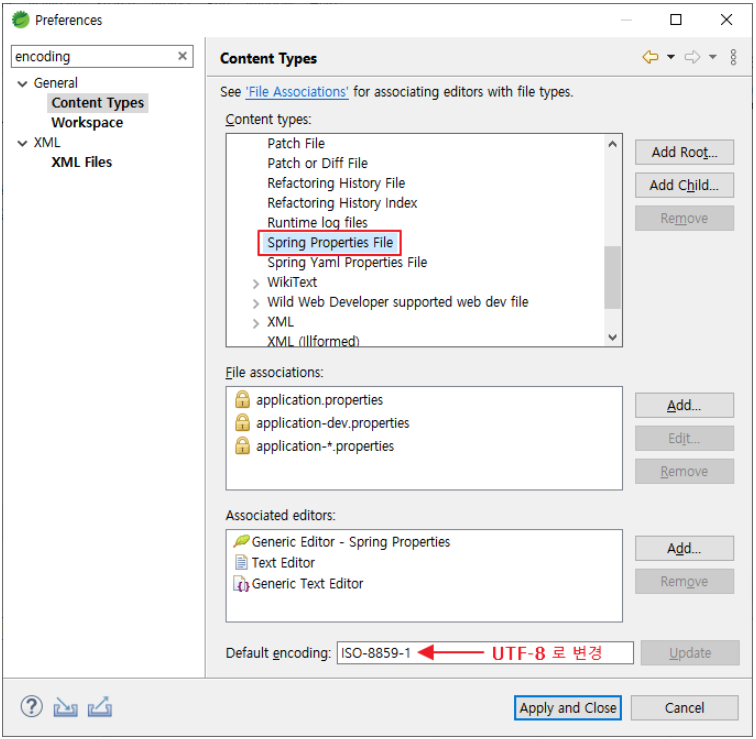 Preferences
encoding
General
Content Types
Workspace
XML
XML Files
Content Types
See 'File Associations' for associating editors with file types.
Content types:
Patch File
Patch or Diff File
Refactoring History File
Refactoring History Index
Runtime log files
Spring Properties File
Spring Yaml Properties File
WikiText
Wild Web Developer supported web dev file
XML
XML (Illformed)
Add Root...
Add Child...
Remove
File associations:
application.properties
application-dev.properties
application-*.properties
Add...
Edit...
Remove
Associated editors:
Generic Editor - Spring Properties
Text Editor
Generic Text Editor
Add...
Remove
Default encoding: ISO-8859-1 UTF-8 로 변경 Update
Apply and Close Cancel